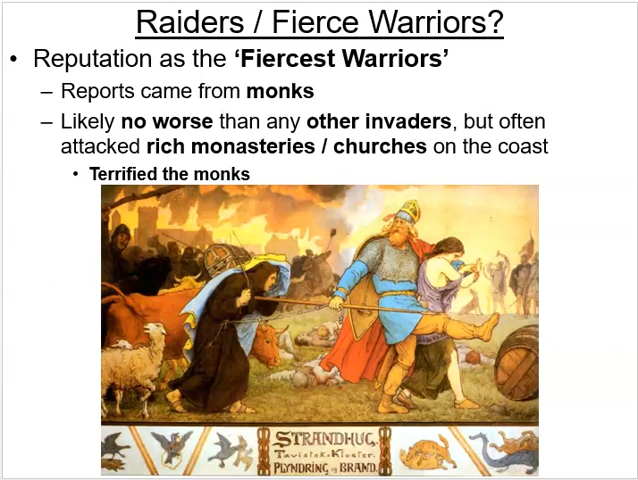 Raiders / Fierce Warriors?
• Reputation as the ‘Fiercest Warriors’
– Reports came from monks
– Likely no worse than any other invaders, but often
attacked rich monasteries / churches on the coast
• Terrified the monks
STRANDHUG,
Tavistok=Kloster.
PLYNDRING og BRAND.